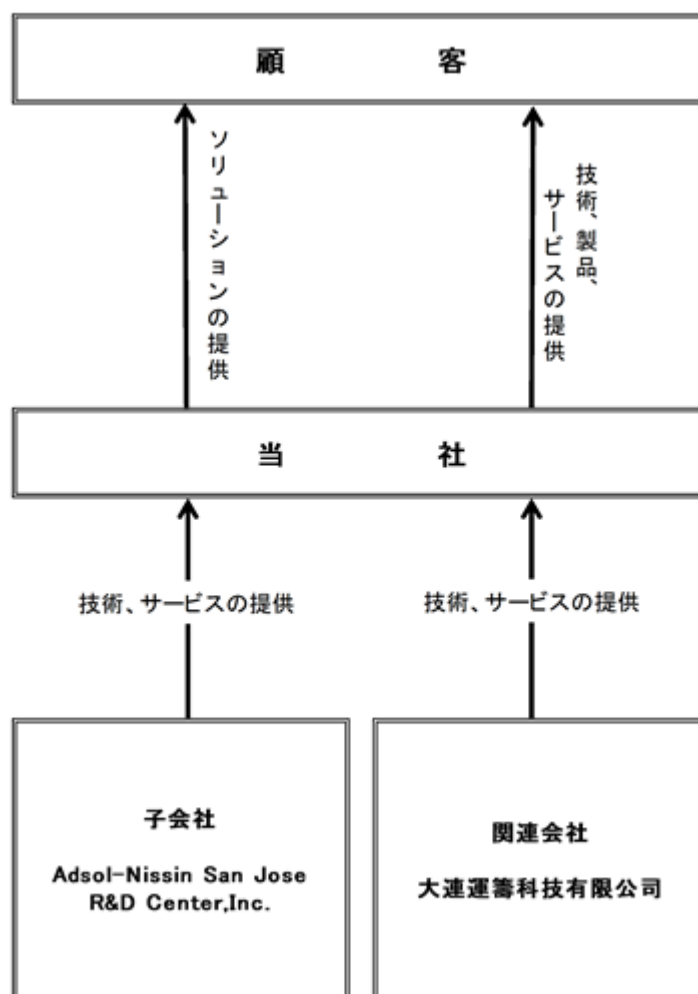 顧 客
ソリューションの提供
技術、製品、
サービスの提供
当 社
技術、サービスの提供
技術、サービスの提供
子会社
Adsol-Nissin San Jose
R&D Center,Inc.
関連会社
大連運籌科技有限公司